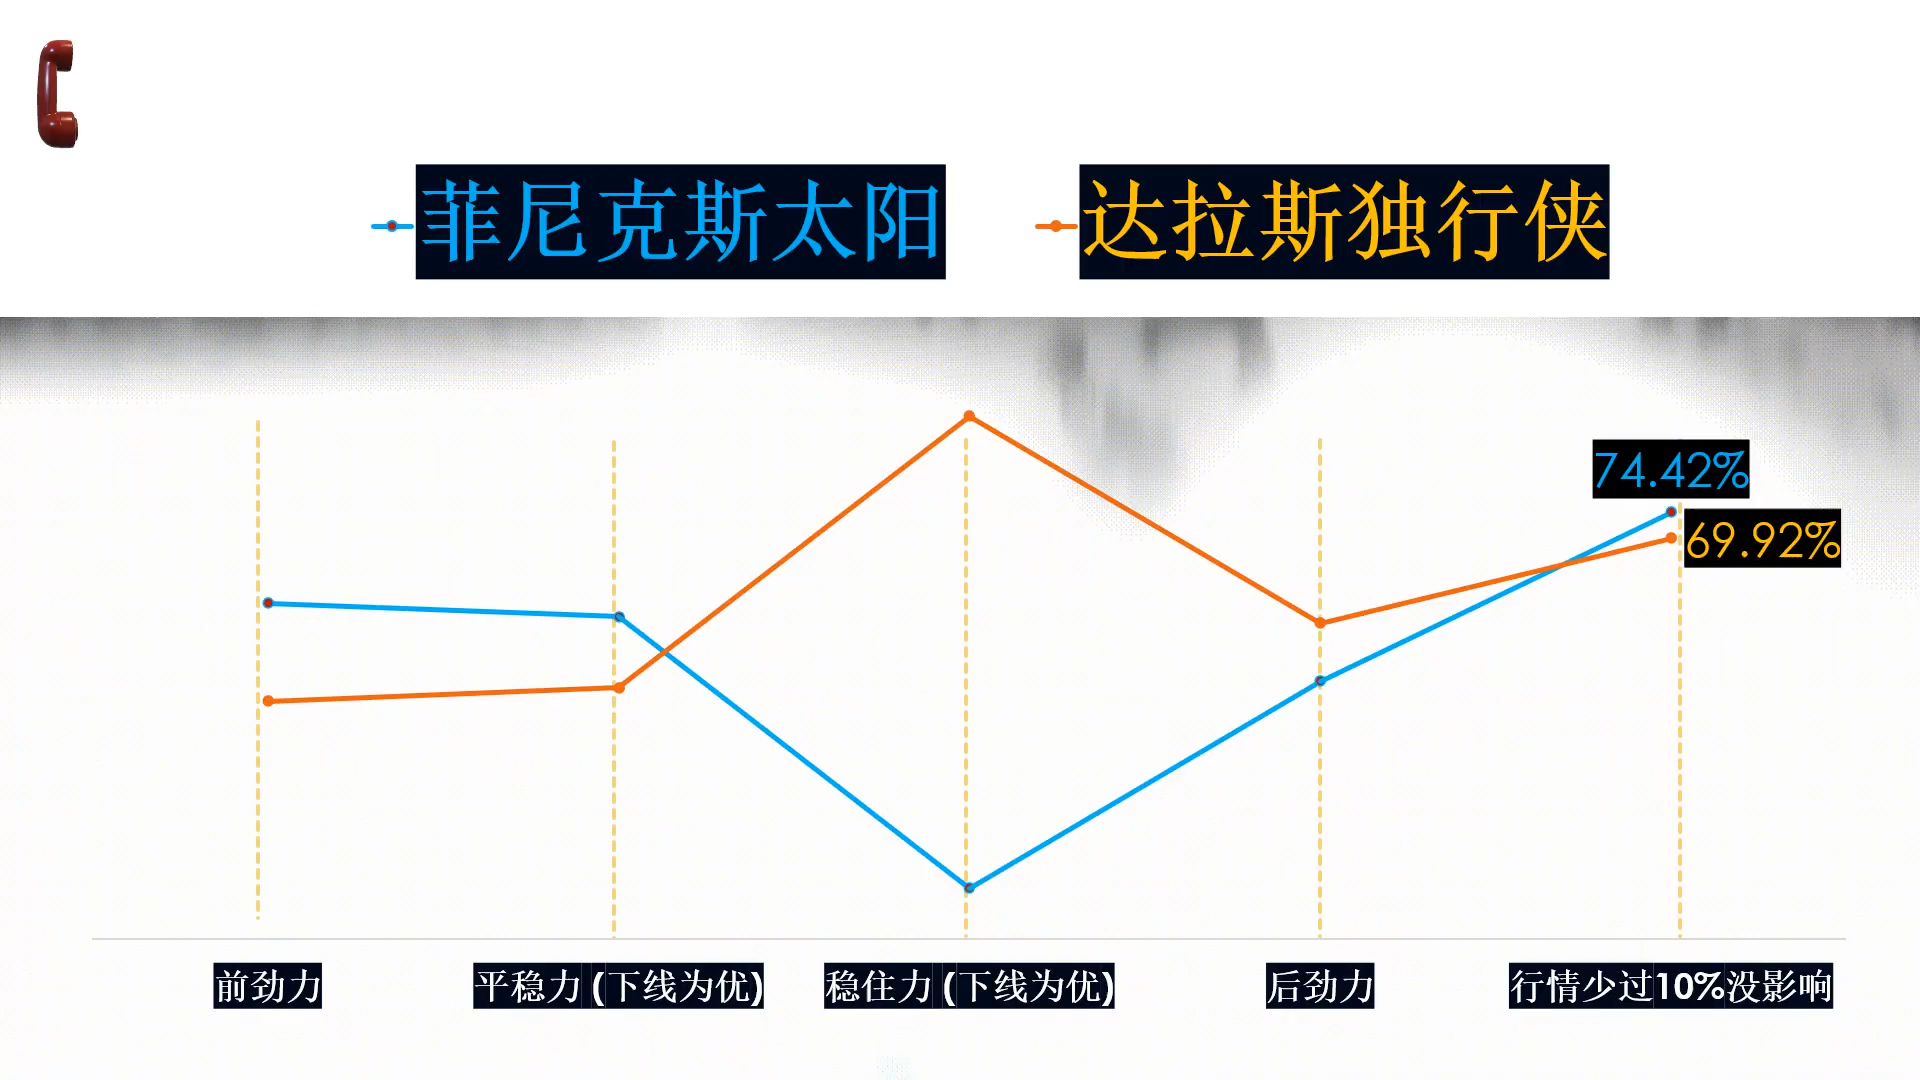 菲尼克斯太阳
达拉斯独行侠
74.42%
69.92%
前劲力
平稳力 (下线为优)
稳住力 (下线为优)
后劲力
行情少过10%没影响